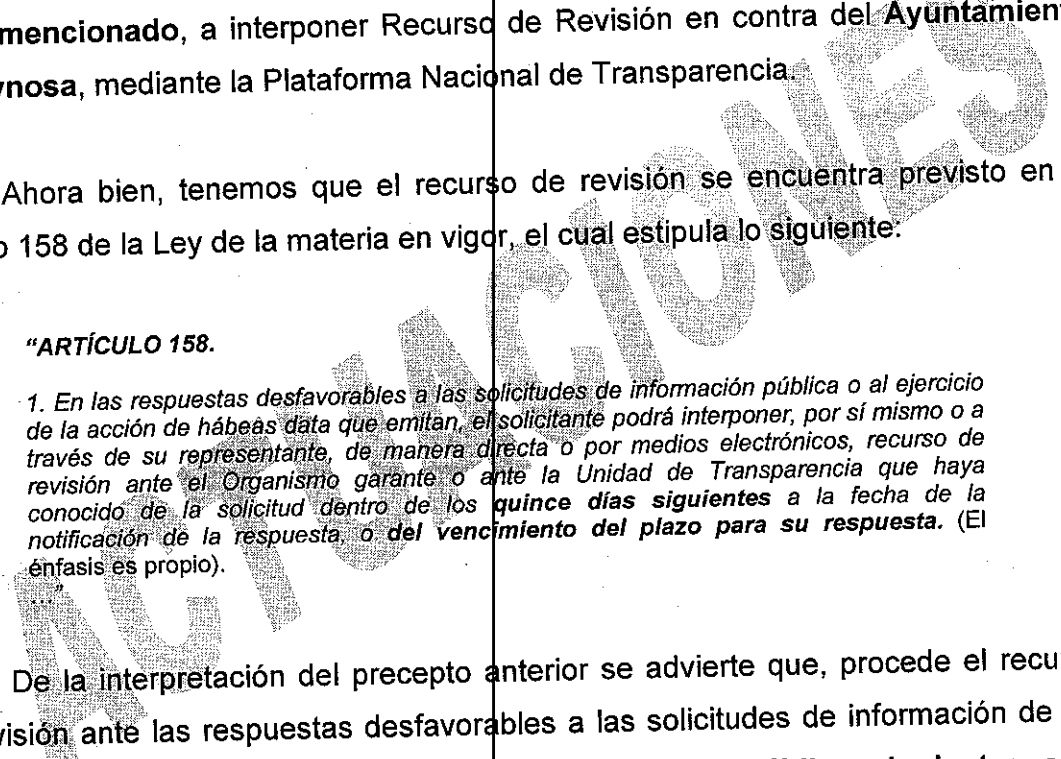 mencionado, a interponer Recurso de Revisión en contra del Ayuntamien
ynosa, mediante la Plataforma Nacional de Transparencia.
Ahora bien, tenemos que el recurso de revisión se encuentra previsto en
o 158 de la Ley de la materia en vigor, el cual estipula lo siguiente:
"ARTÍCULO 158.
1. En las respuestas desfavorables a las solicitudes de información pública o al ejercicio
de la acción de hábeas data que emitan, el solicitante podrá interponer, por sí mismo o a
través de su representante, de manera directa o por medios electrónicos, recurso de
revisión ante el Organismo garante o ante la Unidad de Transparencia que haya
conocido de la solicitud dentro de los quince días siguientes a la fecha de la
notificación de la respuesta, o del vencimiento del plazo para su respuesta. (El
énfasis es propio).
..."
De la interpretación del precepto anterior se advierte que, procede el recu
visión ante las respuestas desfavorables a las solicitudes de información de
ACTUACIONES